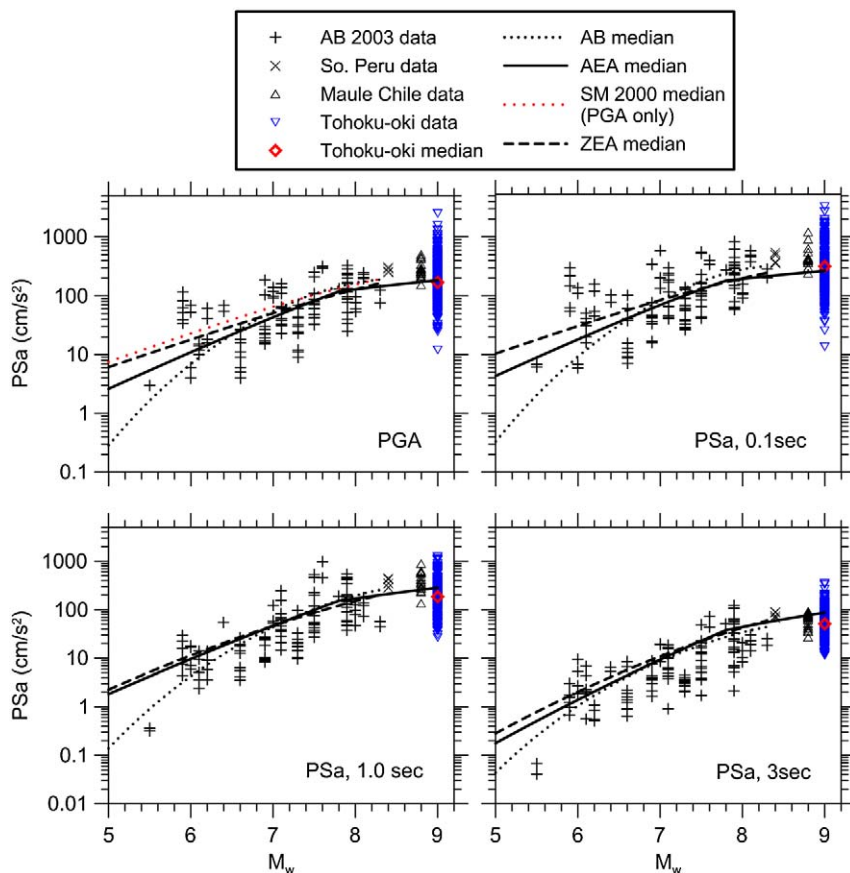 AB 2003 data
So. Peru data
Maule Chile data
Tohoku-oki data
Tohoku-oki median
AB median
AEA median
SM 2000 median
(PGA only)
ZEA median
PSa (cm/s²)
1000
100
10
1
0.1
PGA
PSa, 0.1sec
PSa (cm/s²)
1000
100
10
1
0.1
0.01
PSa, 1.0 sec
PSa, 3sec
5 6 7 8 9
5 6 7 8 9
Mw
Mw